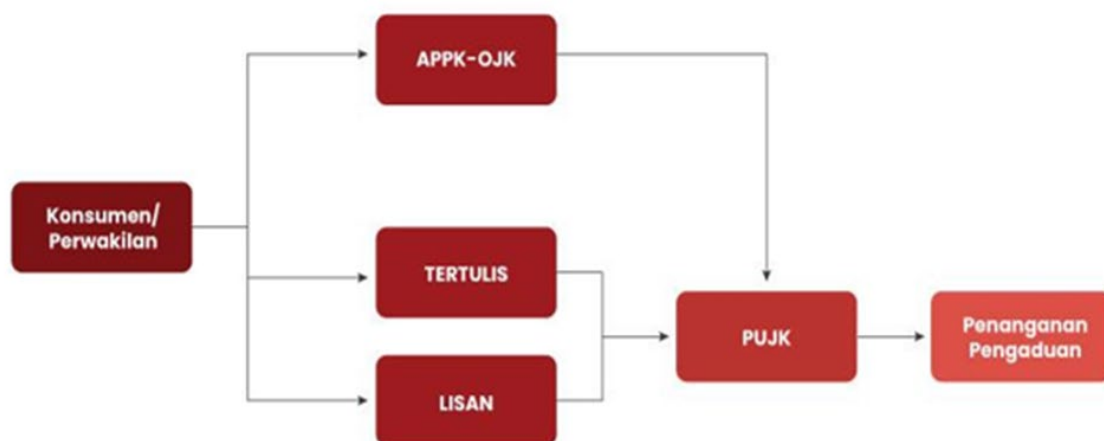 APPK-OJK
Konsumen/
Perwakilan
TERTULIS
LISAN
PUJK
Penanganan
Pengaduan